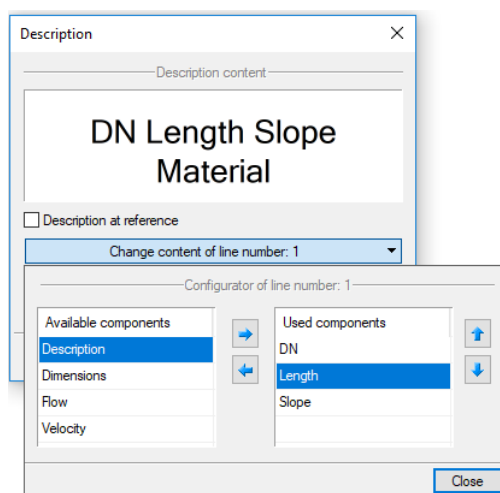 Description
Description content
DN Length Slope
Material
Description at reference
Change content of line number: 1
Configurator of line number: 1
Available components
Description
Dimensions
Flow
Velocity
Used components
DN
Length
Slope
Close